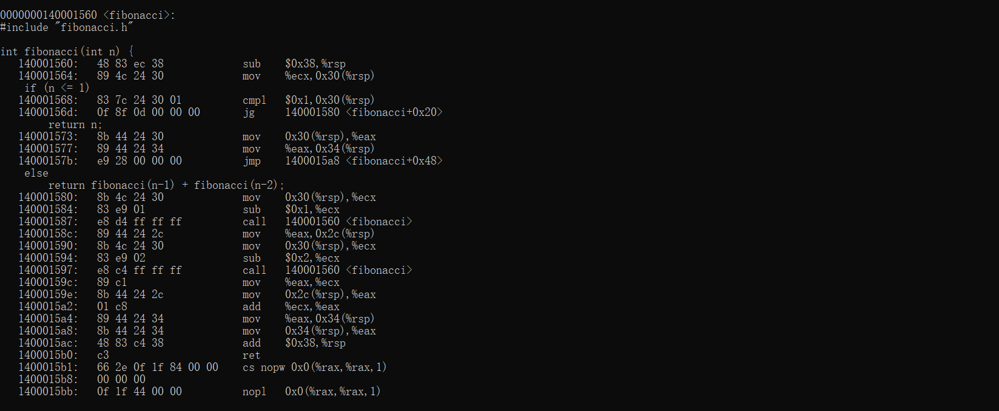 0000000140001560 <fibonacci>:
#include "fibonacci.h"
int fibonacci(int n) {
140001560: 48 83 ec 38 sub $0x38,%rsp
140001564: 89 4c 24 30 mov %ecx,0x30(%rsp)
if (n <= 1)
140001568: 83 7c 24 30 01 cmpl $0x1,0x30(%rsp)
14000156d: 0f 8f 0d 00 00 00 jg 140001580 <fibonacci+0x20>
return n;
140001573: 8b 44 24 30 mov 0x30(%rsp),%eax
140001577: 89 44 24 34 mov %eax,0x34(%rsp)
14000157b: e9 28 00 00 00 jmp 1400015a8 <fibonacci+0x48>
else
return fibonacci(n-1) + fibonacci(n-2);
140001580: 8b 4c 24 30 mov 0x30(%rsp),%ecx
140001584: 83 e9 01 sub $0x1,%ecx
140001587: e8 d4 ff ff ff call 140001560 <fibonacci>
14000158c: 89 44 24 2c mov %eax,0x2c(%rsp)
140001590: 8b 4c 24 30 mov 0x30(%rsp),%ecx
140001594: 83 e9 02 sub $0x2,%ecx
140001597: e8 c4 ff ff ff call 140001560 <fibonacci>
14000159c: 89 c1 mov %eax,%ecx
14000159e: 8b 44 24 2c mov 0x2c(%rsp),%eax
1400015a2: 01 c8 add %ecx,%eax
1400015a4: 89 44 24 34 mov %eax,0x34(%rsp)
1400015a8: 8b 44 24 34 mov 0x34(%rsp),%eax
1400015ac: 48 83 c4 38 add $0x38,%rsp
1400015b0: c3 ret
1400015b1: 66 2e 0f 1f 84 00 00 cs nopw 0x0(%rax,%rax,1)
1400015b8: 00 00 00
1400015bb: 0f 1f 44 00 00 nopl 0x0(%rax,%rax,1)